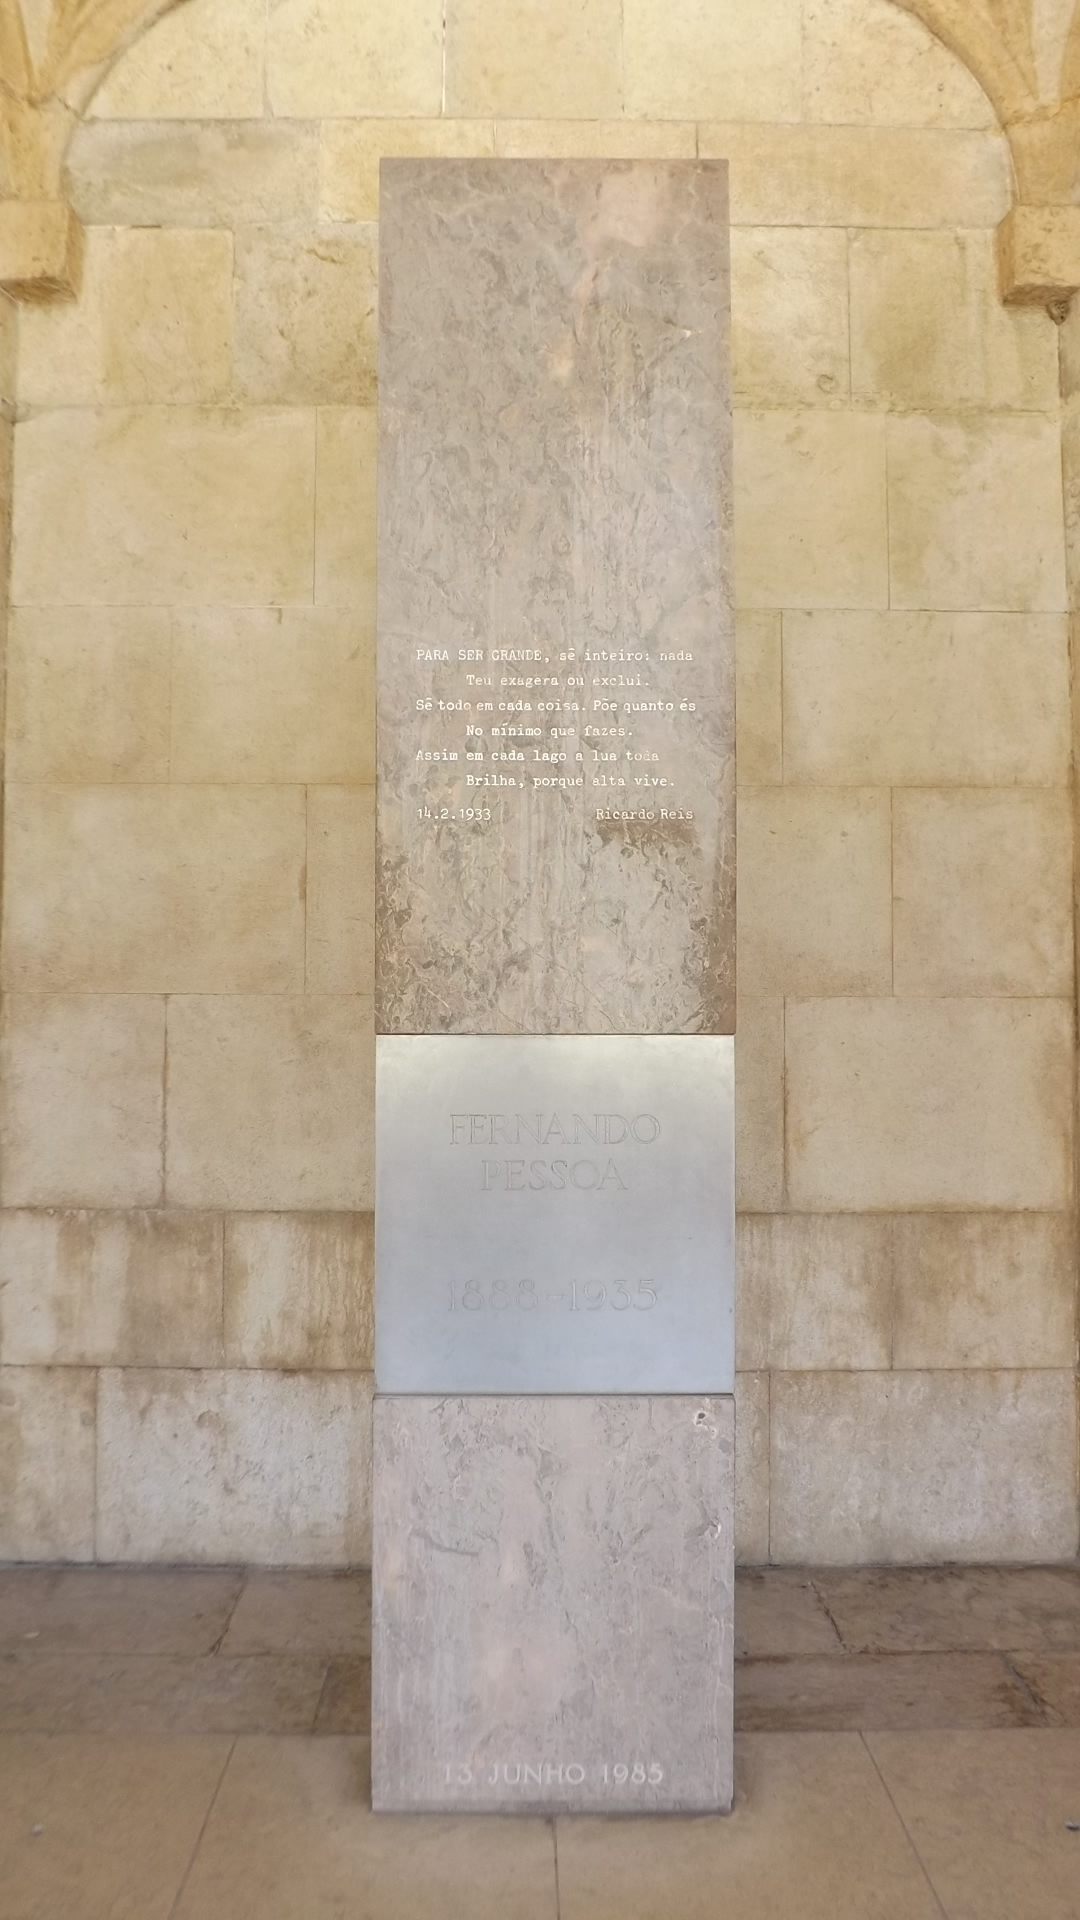 PARA SER GRANDE, sê inteiro: nada
Teu exagera ou exclui.
Sê todo em cada coisa. Põe quanto és
No mínimo que fazes.
Assim em cada lago a lua toda
Brilha, porque alta vive.
14.2.1933 Ricardo Reis
FERNANDO
PESSOA
1888-1935
13 JUNHO 1985